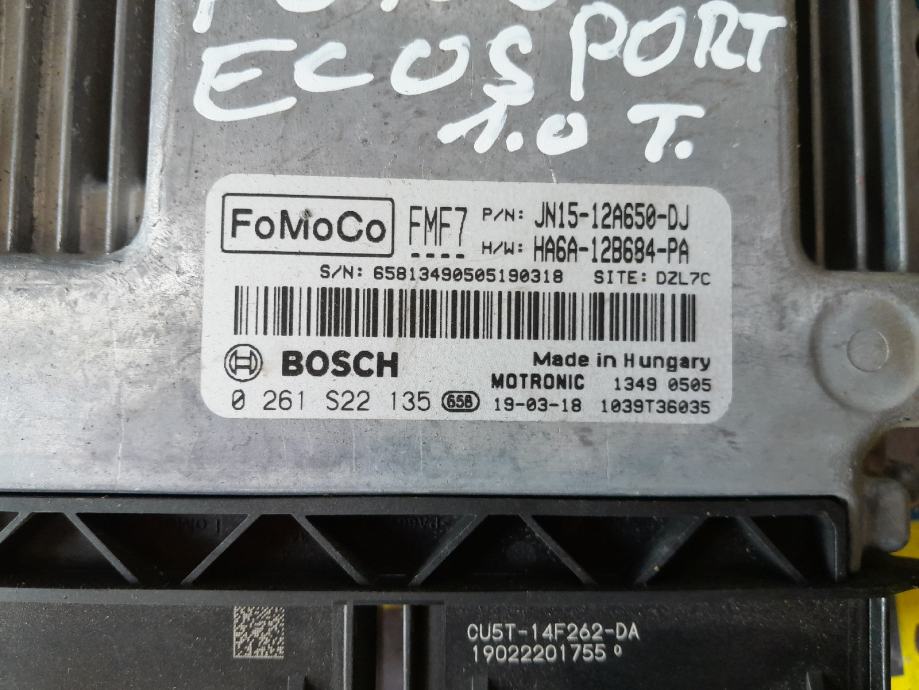 ECOSPORT
1.0 T.
FoMoCo FMF7 P/N: JN15-12A650-DJ
H/W: HA6A-12B684-PA
S/N: 65813490505190318 SITE: DZL7C
BOSCH Made in Hungary
MOTRONIC 1349 0505
0 261 S22 135 658 19-03-18 1039T36035
CU5T-14F262-DA
19022201755